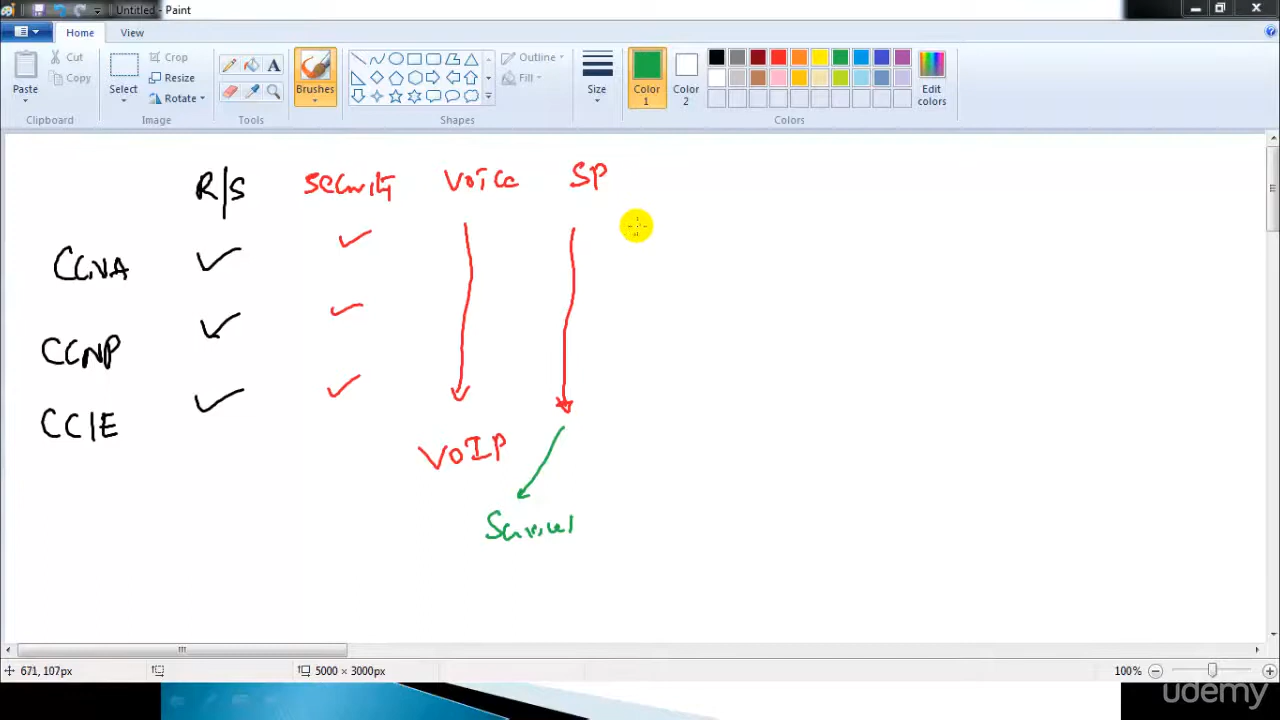 Untitled - Paint
Home View
Paste
Cut
Copy
Clipboard
Select
Crop
Resize
Rotate
Image
A
Tools
Brushes
Outline
Fill
Shapes
Size
Color 1
Color 2
Edit colors
Colors
R/S Security Voice SP
CCNA
CCNP
CCIE
VOIP
671, 107px
5000 × 3000px
100%
udemy